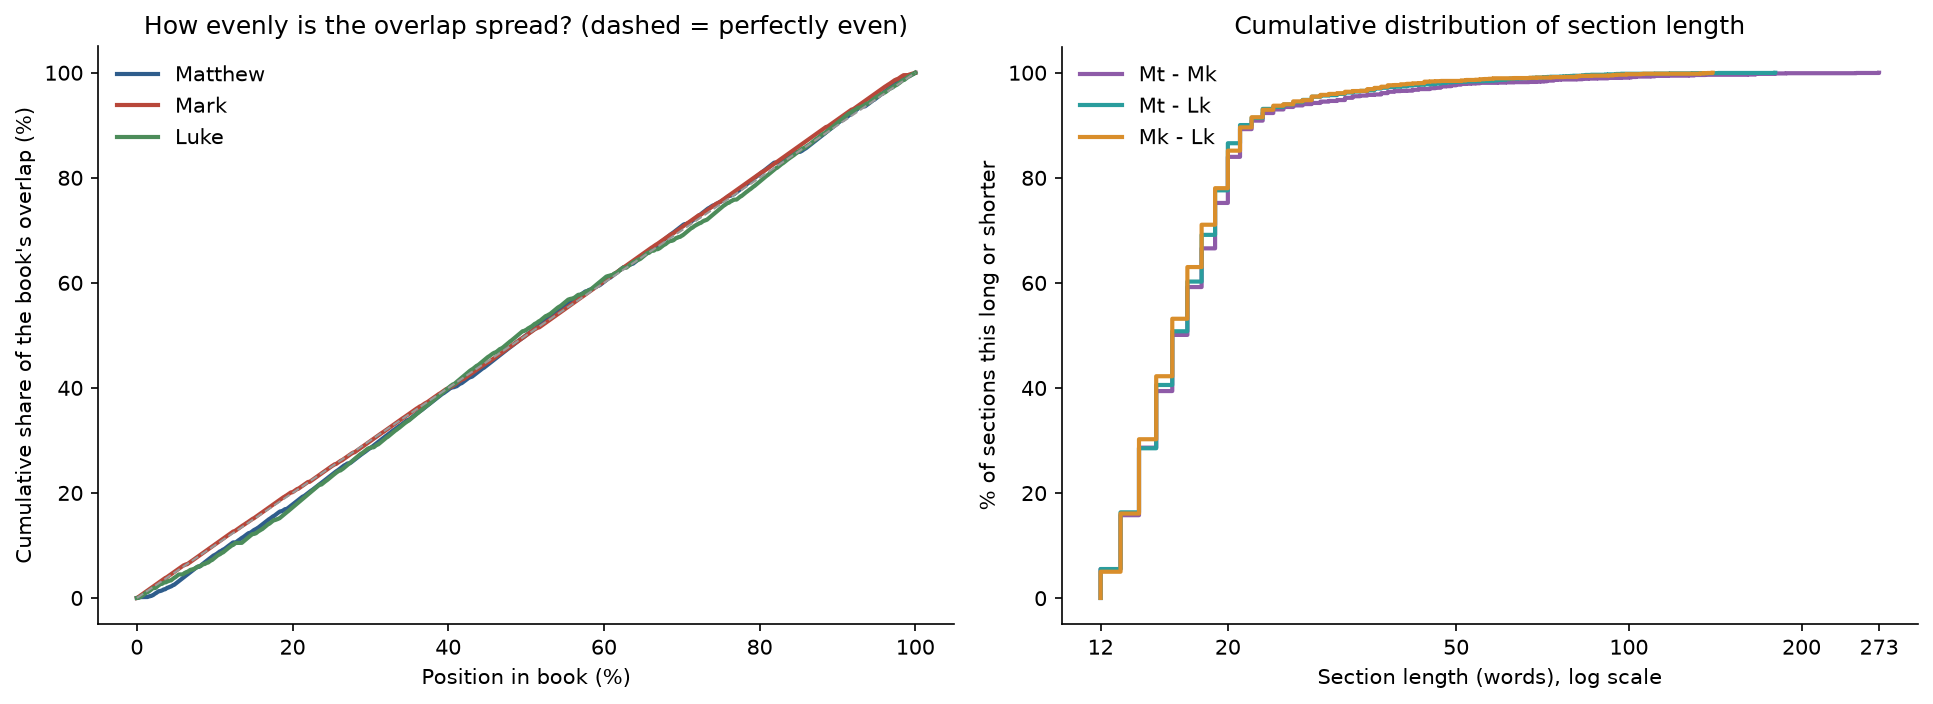 How evenly is the overlap spread? (dashed = perfectly even)
Matthew
Mark
Luke
Cumulative share of the book's overlap (%)
100
80
60
40
20
0
0 20 40 60 80 100
Position in book (%)
Cumulative distribution of section length
Mt - Mk
Mt - Lk
Mk - Lk
% of sections this long or shorter
100
80
60
40
20
0
12 20 50 100 200 273
Section length (words), log scale